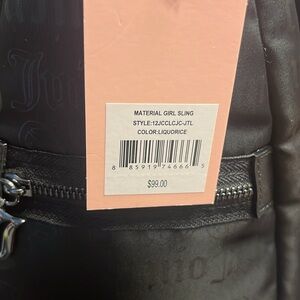 MATERIAL GIRL SLING
STYLE:12JCCLCJC-JTL
COLOR:LIQUORICE
8 85919 74666 5
$99.00